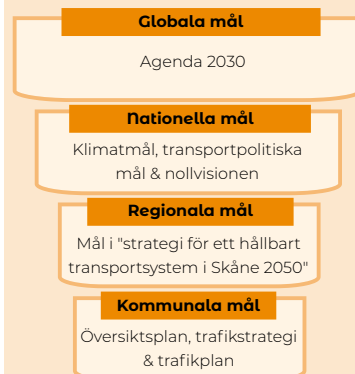 Globala mål
Agenda 2030
Nationella mål
Klimatmål, transportpolitiska
mål & nollvisionen
Regionala mål
Mål i "strategi för ett hållbart
transportsystem i Skåne 2050"
Kommunala mål
Översiktsplan, trafikstrategi
& trafikplan